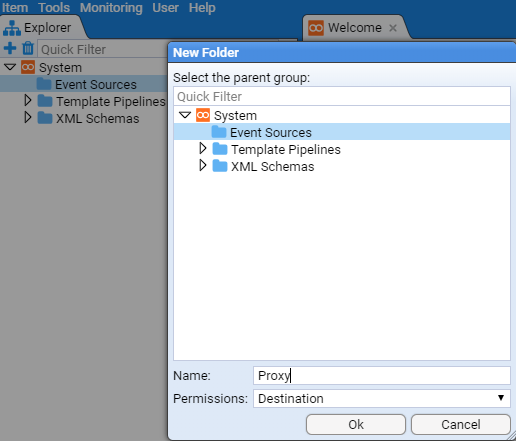 Item Tools Monitoring User Help
Explorer
Welcome
Quick Filter
System
Event Sources
Template Pipelines
XML Schemas
New Folder
Select the parent group:
Quick Filter
System
Event Sources
Template Pipelines
XML Schemas
Name: Proxy
Permissions: Destination
Ok Cancel